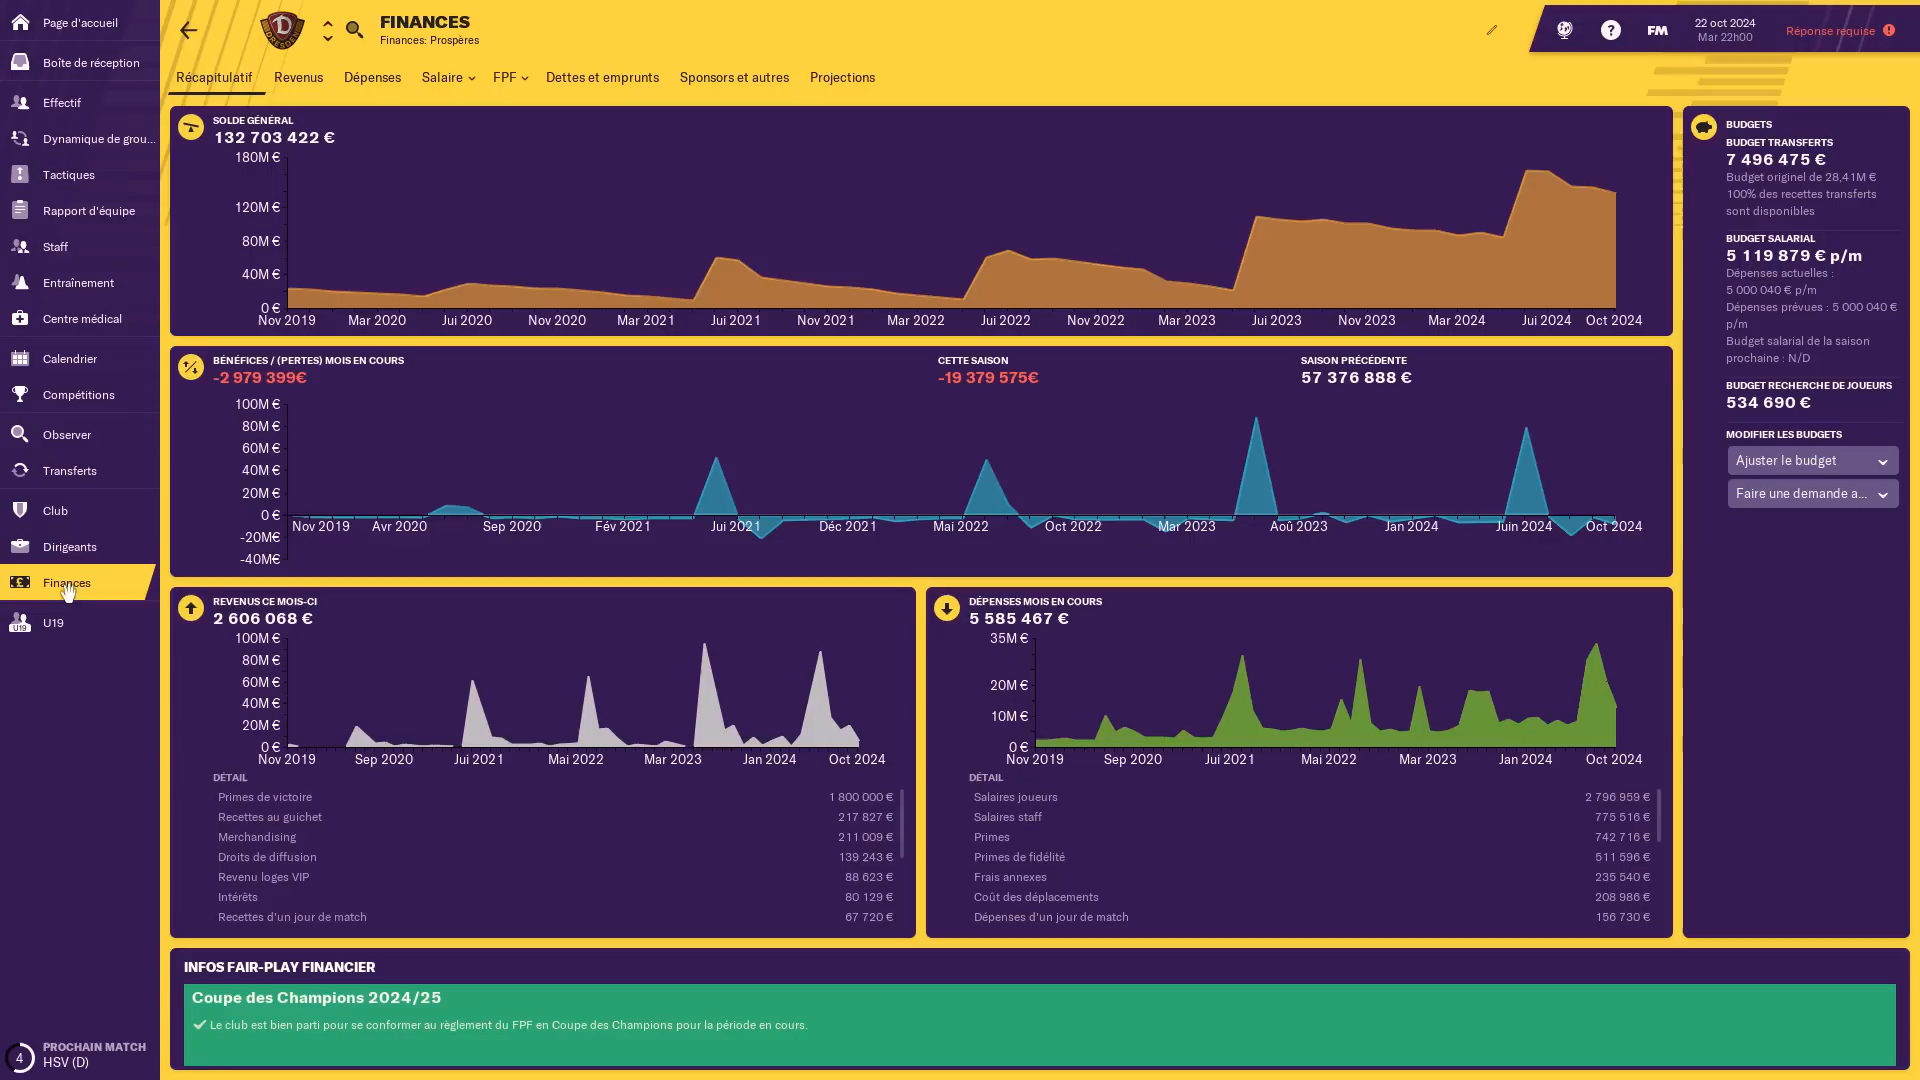 Page d'accueil
Boîte de réception
Effectif
Dynamique de grou...
Tactiques
Rapport d'équipe
Staff
Entraînement
Centre médical
Calendrier
Compétitions
Observer
Transferts
Club
Dirigeants
Finances
U19
U19
4
PROCHAIN MATCH
HSV (D)
FINANCES
Finances: Prospères
FM
22 oct 2024
Mar 22h00
Réponse requise
Récapitulatif Revenus Dépenses Salaire FPF Dettes et emprunts Sponsors et autres Projections
SOLDE GÉNÉRAL
132 703 422 €
180M €
120M €
80M €
40M €
0 €
Nov 2019 Mar 2020 Jui 2020 Nov 2020 Mar 2021 Jui 2021 Nov 2021 Mar 2022 Jui 2022 Nov 2022 Mar 2023 Jui 2023 Nov 2023 Mar 2024 Jui 2024 Oct 2024
BÉNÉFICES / (PERTES) MOIS EN COURS
-2 979 399€
CETTE SAISON
-19 379 575€
SAISON PRÉCÉDENTE
57 376 888 €
100M €
80M €
60M €
40M €
20M €
0 €
-20M€
-40M€
Nov 2019 Avr 2020 Sep 2020 Fév 2021 Jui 2021 Déc 2021 Mai 2022 Oct 2022 Mar 2023 Aoû 2023 Jan 2024 Juin 2024 Oct 2024
REVENUS CE MOIS-CI
2 606 068 €
100M €
80M €
60M €
40M €
20M €
0 €
Nov 2019 Sep 2020 Jui 2021 Mai 2022 Mar 2023 Jan 2024 Oct 2024
DÉTAIL
Primes de victoire 1 800 000 €
Recettes au guichet 217 827 €
Merchandising 211 009 €
Droits de diffusion 139 243 €
Revenu loges VIP 88 623 €
Intérêts 80 129 €
Recettes d'un jour de match 67 720 €
DÉPENSES MOIS EN COURS
5 585 467 €
35M €
20M €
10M €
0 €
Nov 2019 Sep 2020 Jui 2021 Mai 2022 Mar 2023 Jan 2024 Oct 2024
DÉTAIL
Salaires joueurs 2 796 959 €
Salaires staff 775 516 €
Primes 742 716 €
Primes de fidélité 511 596 €
Frais annexes 235 540 €
Coût des déplacements 208 986 €
Dépenses d'un jour de match 156 730 €
BUDGETS
BUDGET TRANSFERTS
7 496 475 €
Budget originel de 28,41M €
100% des recettes transferts
sont disponibles
BUDGET SALARIAL
5 119 879 € p/m
Dépenses actuelles :
5 000 040 € p/m
Dépenses prévues : 5 000 040 €
p/m
Budget salarial de la saison
prochaine : N/D
BUDGET RECHERCHE DE JOUEURS
534 690 €
MODIFIER LES BUDGETS
Ajuster le budget
Faire une demande a...
INFOS FAIR-PLAY FINANCIER
Coupe des Champions 2024/25
Le club est bien parti pour se conformer au règlement du FPF en Coupe des Champions pour la période en cours.